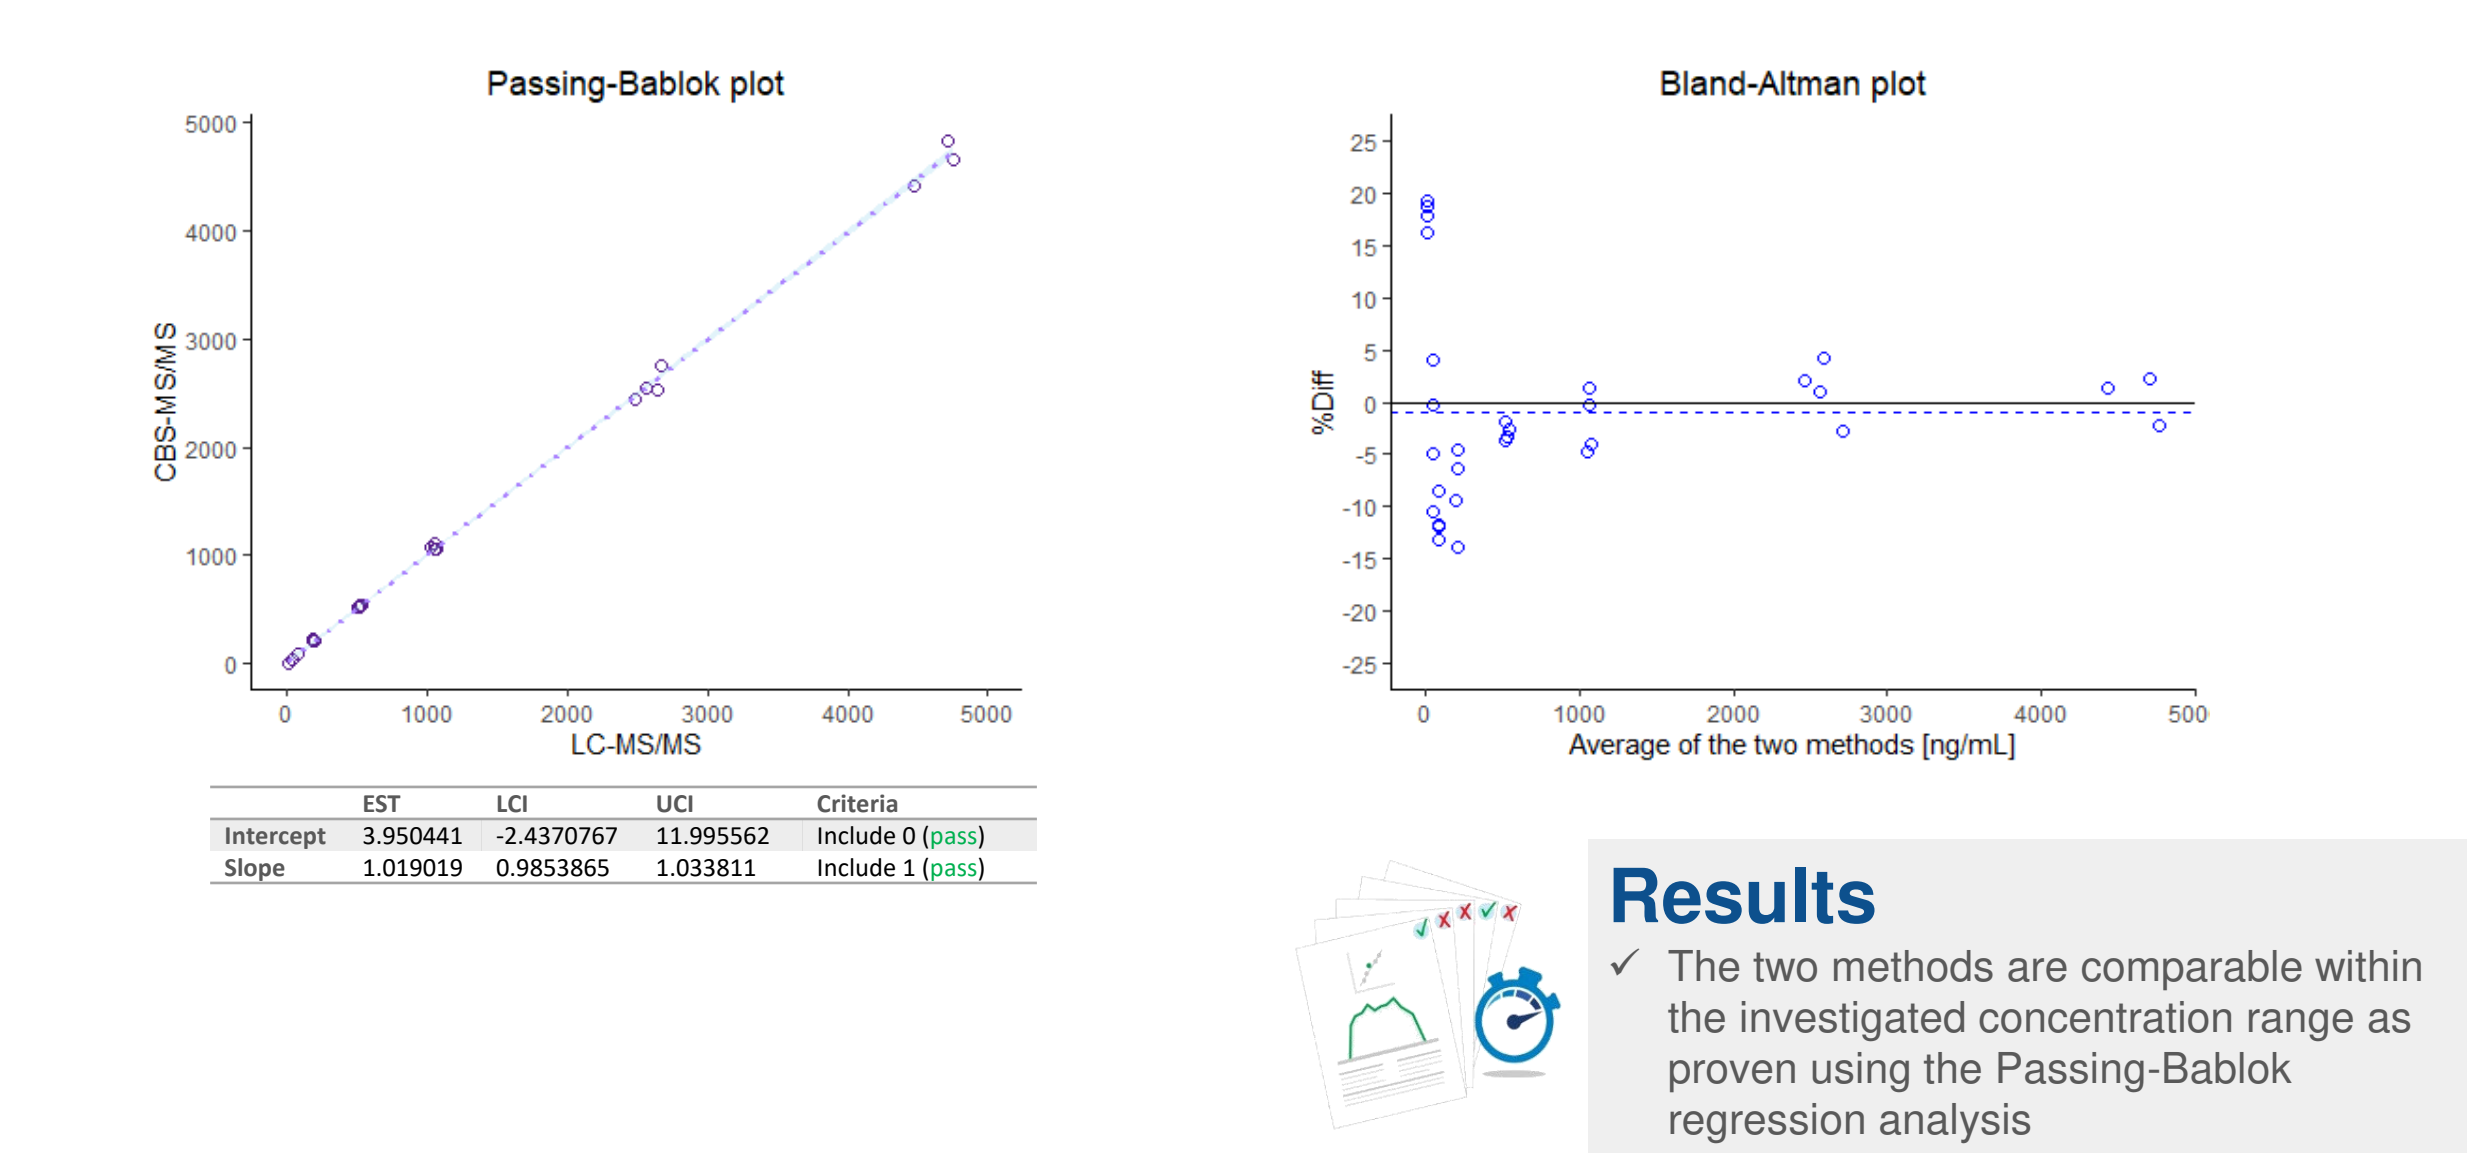 Passing-Bablok plot
5000
4000
3000
2000
1000
0
CBS-MS/MS
0 1000 2000 3000 4000 5000
LC-MS/MS
EST LCI UCI Criteria
Intercept 3.950441 -2.4370767 11.995562 Include 0 (pass)
Slope 1.019019 0.9853865 1.033811 Include 1 (pass)
Bland-Altman plot
25
20
15
10
5
0
-5
-10
-15
-20
-25
%Diff
0 1000 2000 3000 4000 500
Average of the two methods [ng/mL]
Results
✓ The two methods are comparable within
the investigated concentration range as
proven using the Passing-Bablok
regression analysis